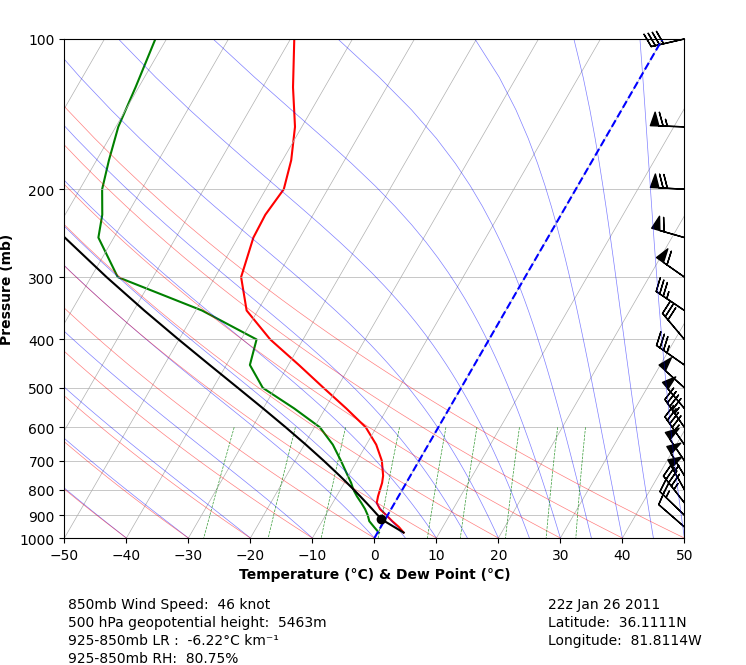 100
200
300
400
500
600
700
800
900
1000
Pressure (mb)
−50 −40 −30 −20 −10 0 10 20 30 40 50
Temperature (°C) & Dew Point (°C)
850mb Wind Speed:  46 knot
500 hPa geopotential height:  5463m
925-850mb LR :  -6.22°C km⁻¹
925-850mb RH:  80.75%
22z Jan 26 2011
Latitude:  36.1111N
Longitude:  81.8114W